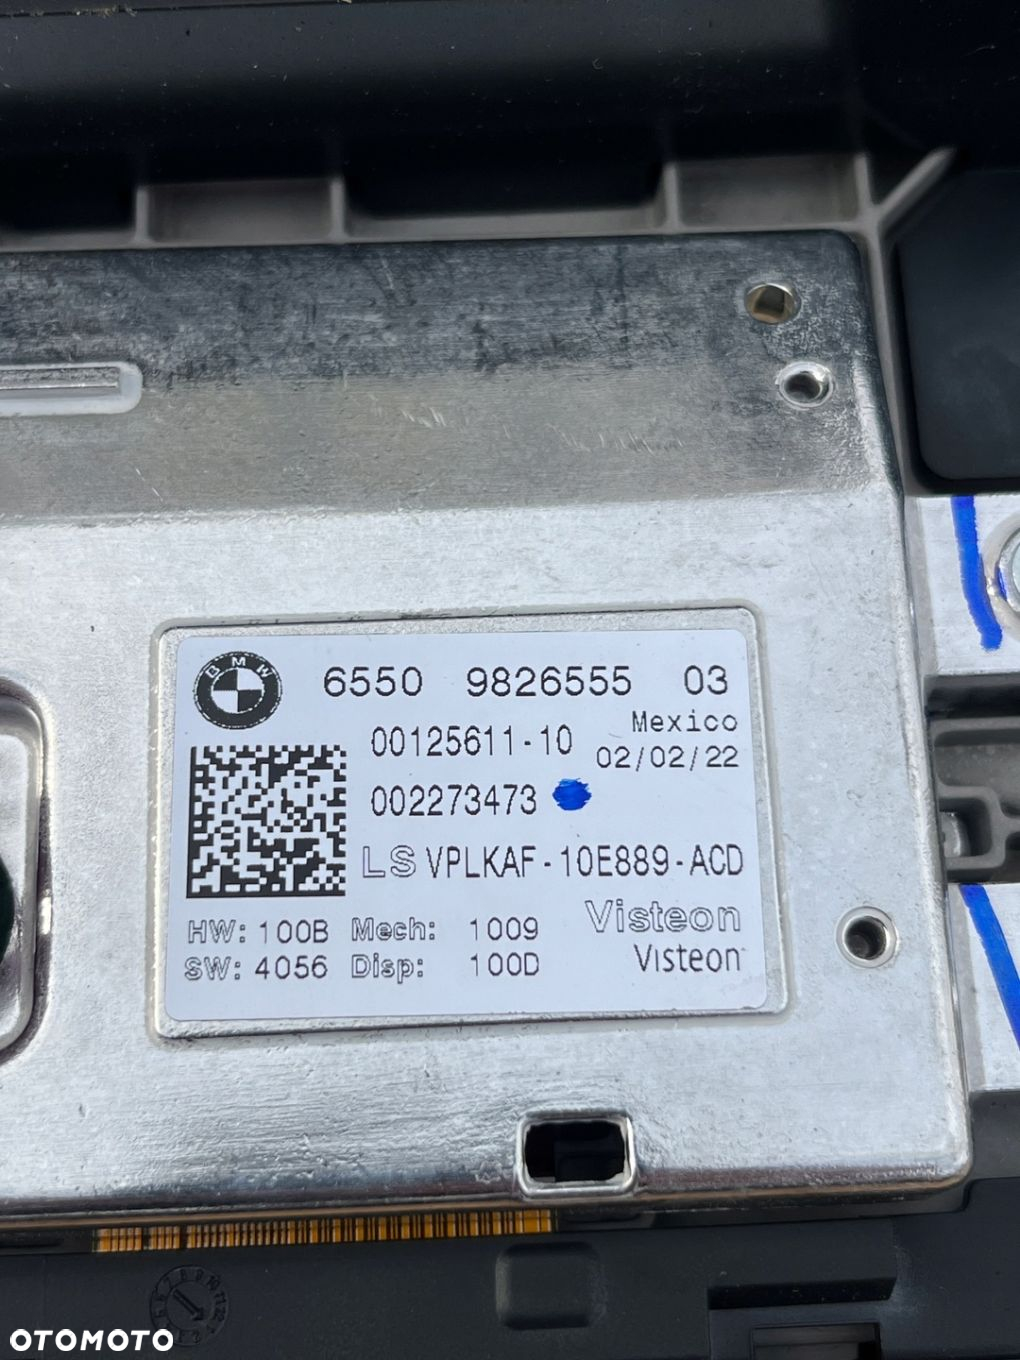 BMW
6550 9826555 03
00125611-10
Mexico
02/02/22
002273473
LS VPLKAF-10E889-ACD
HW: 100B Mech: 1009
SW: 4056 Disp: 100D
Visteon
Visteon
OTOMOTO